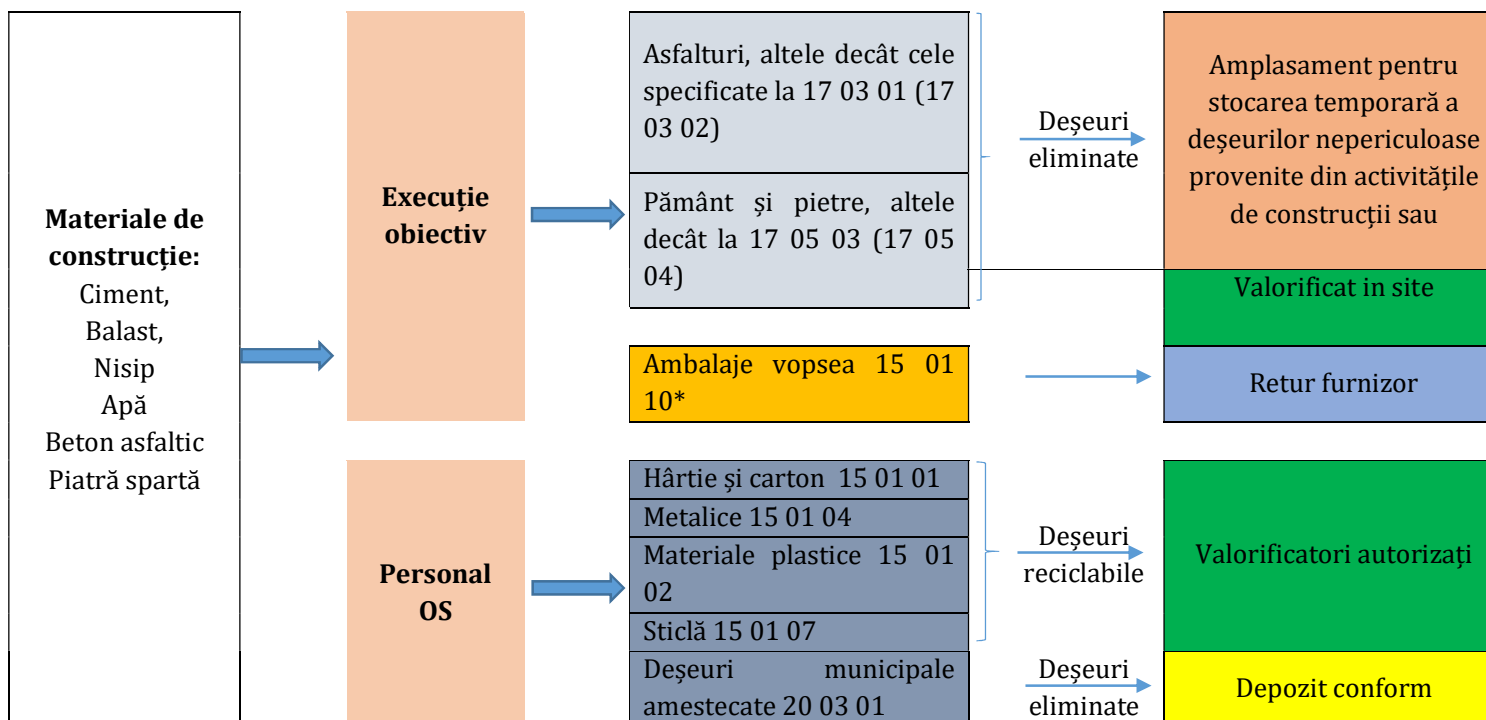 Materiale de
construcție:
Ciment,
Balast,
Nisip
Apă
Beton asfaltic
Piatră spartă
Execuție
obiectiv
Asfalturi, altele decât cele
specificate la 17 03 01 (17
03 02)
Pământ și pietre, altele
decât la 17 05 03 (17 05
04)
Deșeuri
eliminate
Amplasament pentru
stocarea temporară a
deșeurilor nepericuloase
provenite din activitățile
de construcții sau
Valorificat in site
Ambalaje vopsea 15 01
10*
Retur furnizor
Personal
OS
Hârtie și carton 15 01 01
Metalice 15 01 04
Materiale plastice 15 01
02
Sticlă 15 01 07
Deșeuri
reciclabile
Valorificatori autorizați
Deșeuri municipale
amestecate 20 03 01
Deșeuri
eliminate
Depozit conform